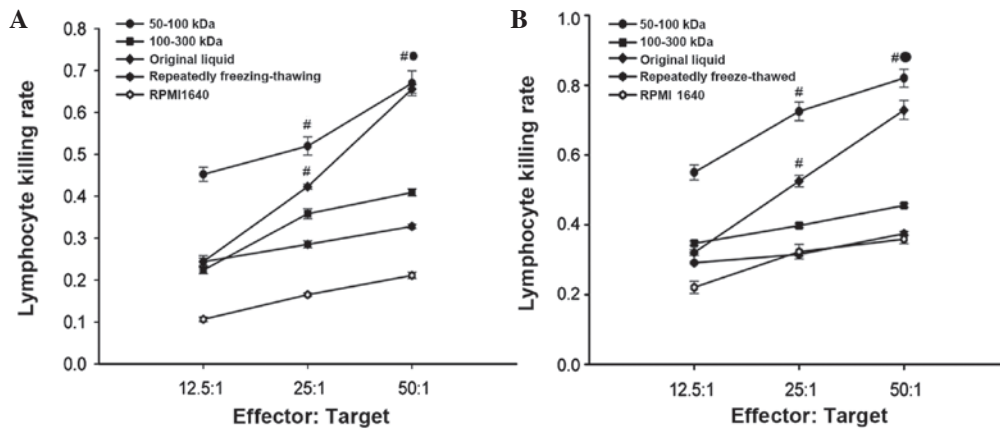 A
50-100 kDa
100-300 kDa
Original liquid
Repeatedly freezing-thawing
RPMI1640
Lymphocyte killing rate
0.8
0.7
0.6
0.5
0.4
0.3
0.2
0.1
0.0
#
#
#
12.5:1
25:1
50:1
Effector: Target
B
50-100 kDa
100-300 kDa
Original liquid
Repeatedly freeze-thawed
RPMI 1640
Lymphocyte killing rate
1.0
0.8
0.6
0.4
0.2
0.0
#
#
#
12.5:1
25:1
50:1
Effector: Target